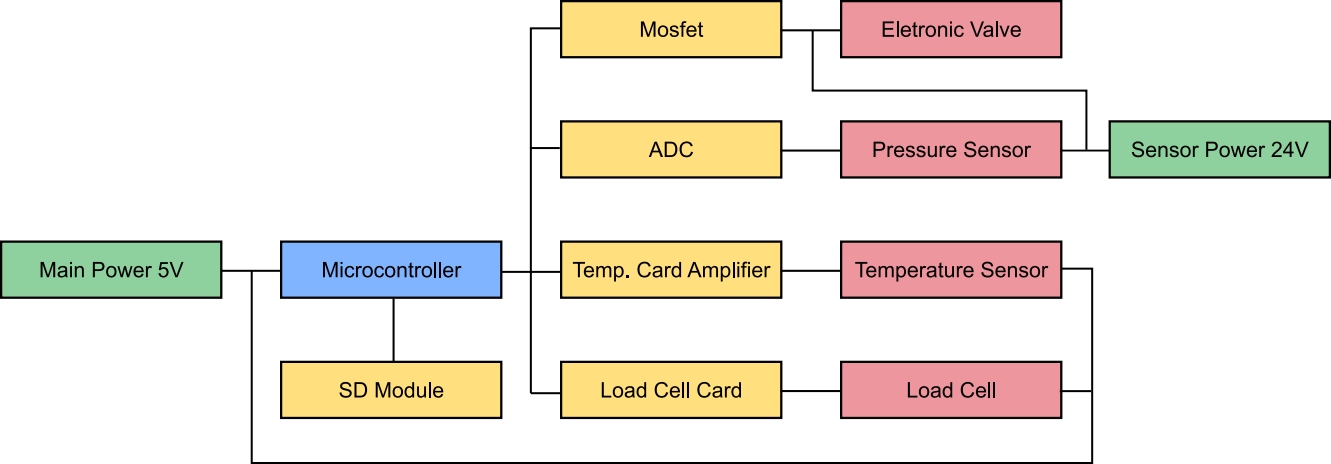 Mosfet
Eletronic Valve
ADC
Pressure Sensor
Sensor Power 24V
Main Power 5V
Microcontroller
Temp. Card Amplifier
Temperature Sensor
SD Module
Load Cell Card
Load Cell